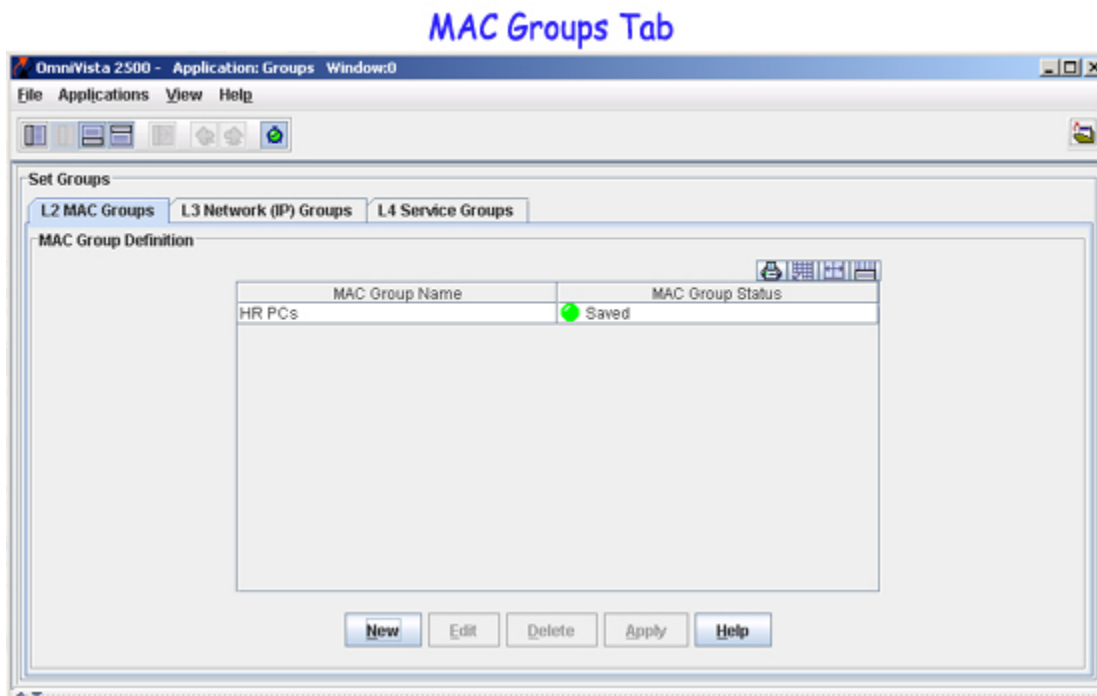 MAC Groups Tab
OmniVista 2500 - Application: Groups Window:0
File Applications View Help
Set Groups
L2 MAC Groups L3 Network (IP) Groups L4 Service Groups
MAC Group Definition
MAC Group Name MAC Group Status
HR PCs Saved
New Edit Delete Apply Help